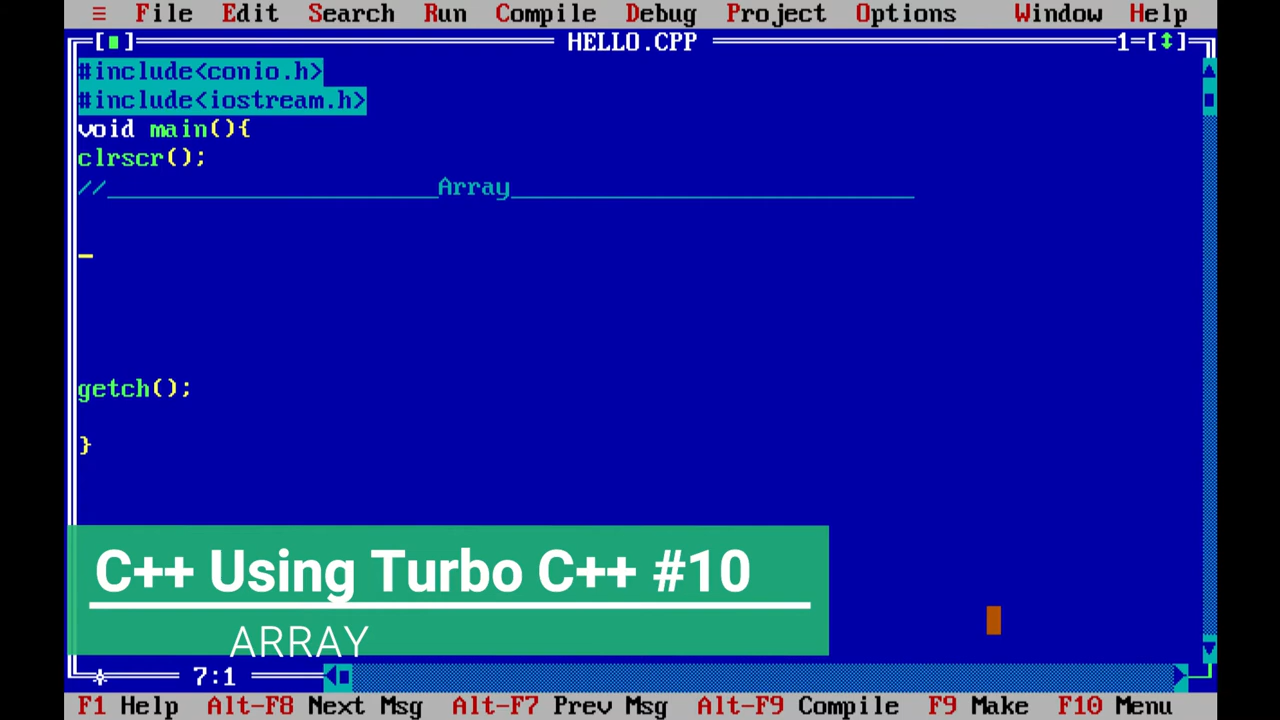 ≡ File Edit Search Run Compile Debug Project Options Window Help
[■] HELLO.CPP 1=[↕]
#include<conio.h>
#include<iostream.h>
void main(){
clrscr();
//_______________________Array____________________________
getch();
}
C++ Using Turbo C++ #10
ARRAY
* 7:1
F1 Help Alt-F8 Next Msg Alt-F7 Prev Msg Alt-F9 Compile F9 Make F10 Menu